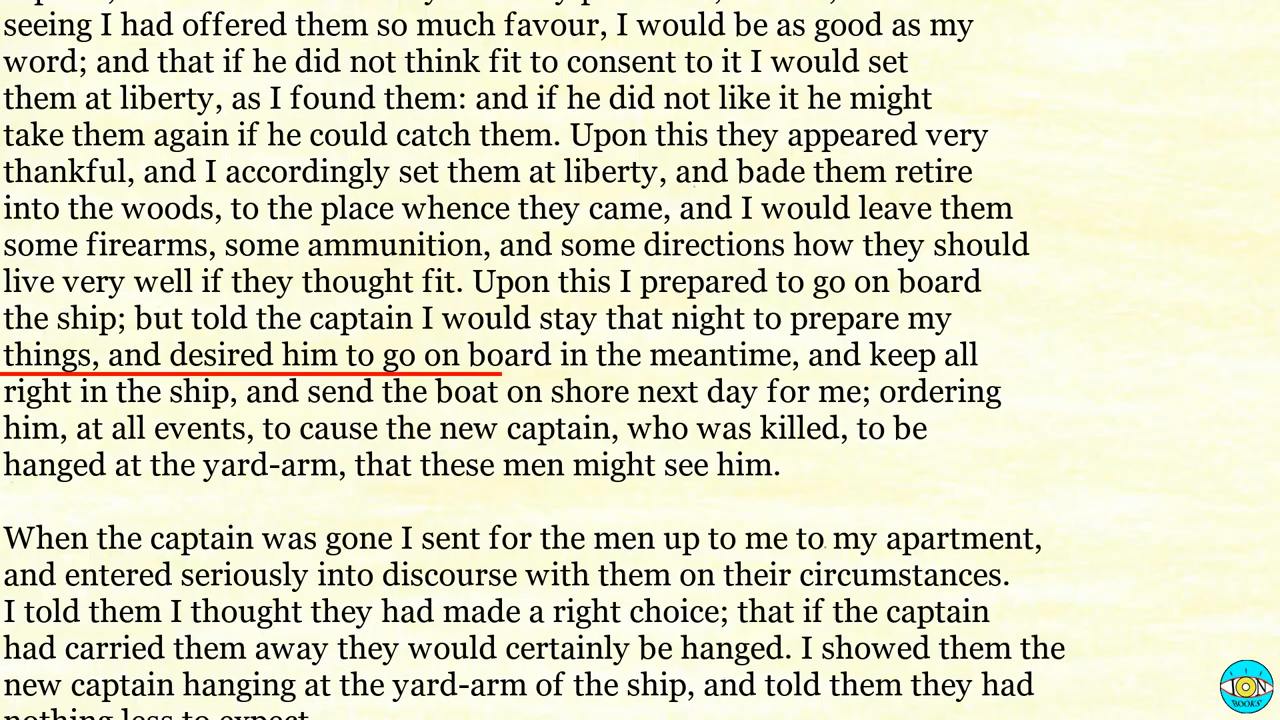 seeing I had offered them so much favour, I would be as good as my
word; and that if he did not think fit to consent to it I would set
them at liberty, as I found them: and if he did not like it he might
take them again if he could catch them. Upon this they appeared very
thankful, and I accordingly set them at liberty, and bade them retire
into the woods, to the place whence they came, and I would leave them
some firearms, some ammunition, and some directions how they should
live very well if they thought fit. Upon this I prepared to go on board
the ship; but told the captain I would stay that night to prepare my
things, and desired him to go on board in the meantime, and keep all
right in the ship, and send the boat on shore next day for me; ordering
him, at all events, to cause the new captain, who was killed, to be
hanged at the yard-arm, that these men might see him.
When the captain was gone I sent for the men up to me to my apartment,
and entered seriously into discourse with them on their circumstances.
I told them I thought they had made a right choice; that if the captain
had carried them away they would certainly be hanged. I showed them the
new captain hanging at the yard-arm of the ship, and told them they had
nothing less to expect.
ION
BOOKS